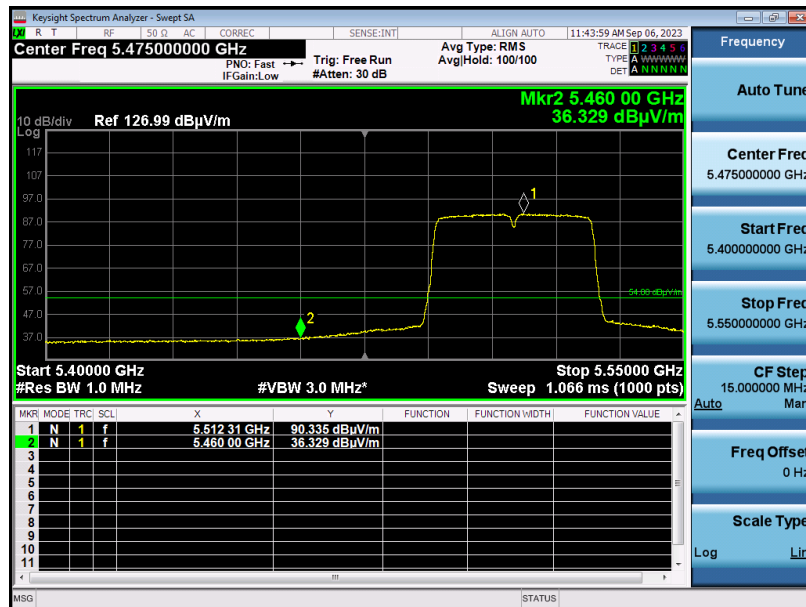 Keysight Spectrum Analyzer - Swept SA
LXI R T RF 50 Ω AC CORREC SENSE:INT ALIGN AUTO 11:43:59 AM Sep 06, 2023
Center Freq 5.475000000 GHz
PNO: Fast
IFGain:Low
Trig: Free Run
#Atten: 30 dB
Avg Type: RMS
Avg|Hold: 100/100
TRACE 1 2 3 4 5 6
TYPE A WWWWW
DET A N N N N N
Mkr2 5.460 00 GHz
36.329 dBµV/m
10 dB/div Ref 126.99 dBµV/m
Log
117
107
97.0
87.0
77.0
67.0
57.0
47.0
37.0
1
2
54.00 dBµV/m
Start 5.40000 GHz Stop 5.55000 GHz
#Res BW 1.0 MHz #VBW 3.0 MHz* Sweep 1.066 ms (1000 pts)
MKR MODE TRC SCL X Y FUNCTION FUNCTION WIDTH FUNCTION VALUE
1 N 1 f 5.512 31 GHz 90.335 dBµV/m
2 N 1 f 5.460 00 GHz 36.329 dBµV/m
3
4
5
6
7
8
9
10
11
MSG STATUS
Frequency
Auto Tune
Center Freq
5.475000000 GHz
Start Freq
5.400000000 GHz
Stop Freq
5.550000000 GHz
CF Step
15.000000 MHz
Auto Man
Freq Offset
0 Hz
Scale Type
Log Lin